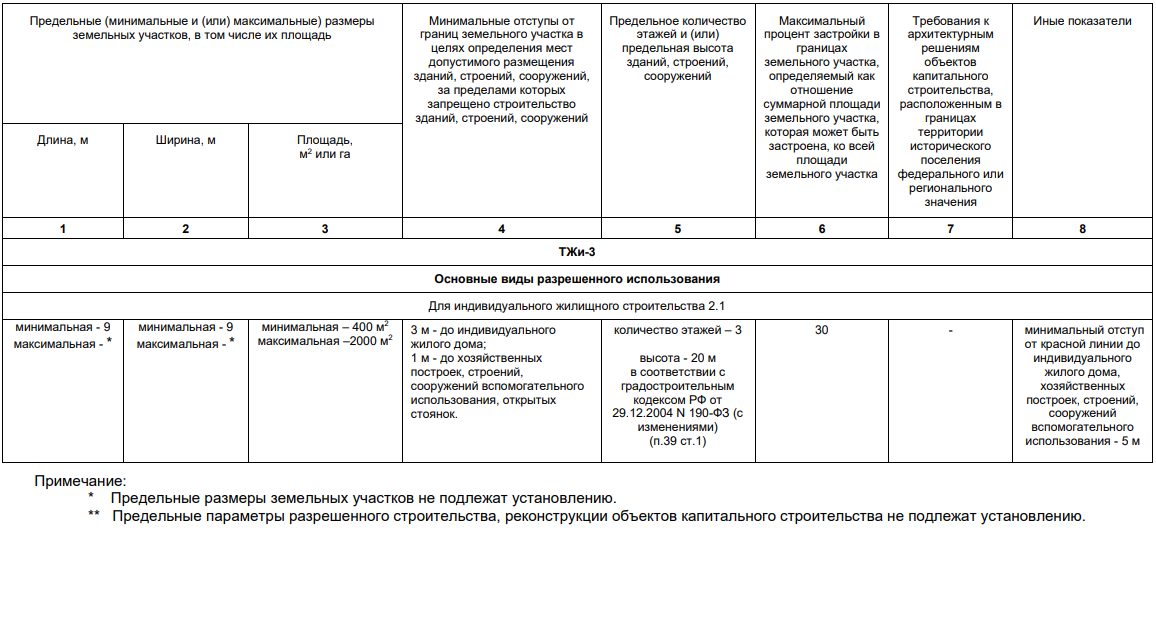 Предельные (минимальные и (или) максимальные) размеры
земельных участков, в том числе их площадь
Минимальные отступы от
границ земельного участка в
целях определения мест
допустимого размещения
зданий, строений, сооружений,
за пределами которых
запрещено строительство
зданий, строений, сооружений
Предельное количество
этажей и (или)
предельная высота
зданий, строений,
сооружений
Максимальный
процент застройки в
границах
земельного участка,
определяемый как
отношение
суммарной площади
земельного участка,
которая может быть
застроена, ко всей
площади
земельного участка
Требования к
архитектурным
решениям
объектов
капитального
строительства,
расположенным в
границах
территории
исторического
поселения
федерального или
регионального
значения
Иные показатели
Длина, м
Ширина, м
Площадь,
м² или га
1
2
3
4
5
6
7
8
ТЖи-3
Основные виды разрешенного использования
Для индивидуального жилищного строительства 2.1
минимальная - 9
максимальная - *
минимальная - 9
максимальная - *
минимальная – 400 м²
максимальная –2000 м²
3 м - до индивидуального
жилого дома;
1 м - до хозяйственных
построек, строений,
сооружений вспомогательного
использования, открытых
стоянок.
количество этажей – 3
высота - 20 м
в соответствии с
градостроительным
кодексом РФ от
29.12.2004 N 190-ФЗ (с
изменениями)
(п.39 ст.1)
30
-
минимальный отступ
от красной линии до
индивидуального
жилого дома,
хозяйственных
построек, строений,
сооружений
вспомогательного
использования - 5 м
Примечание:
* Предельные размеры земельных участков не подлежат установлению.
** Предельные параметры разрешенного строительства, реконструкции объектов капитального строительства не подлежат установлению.